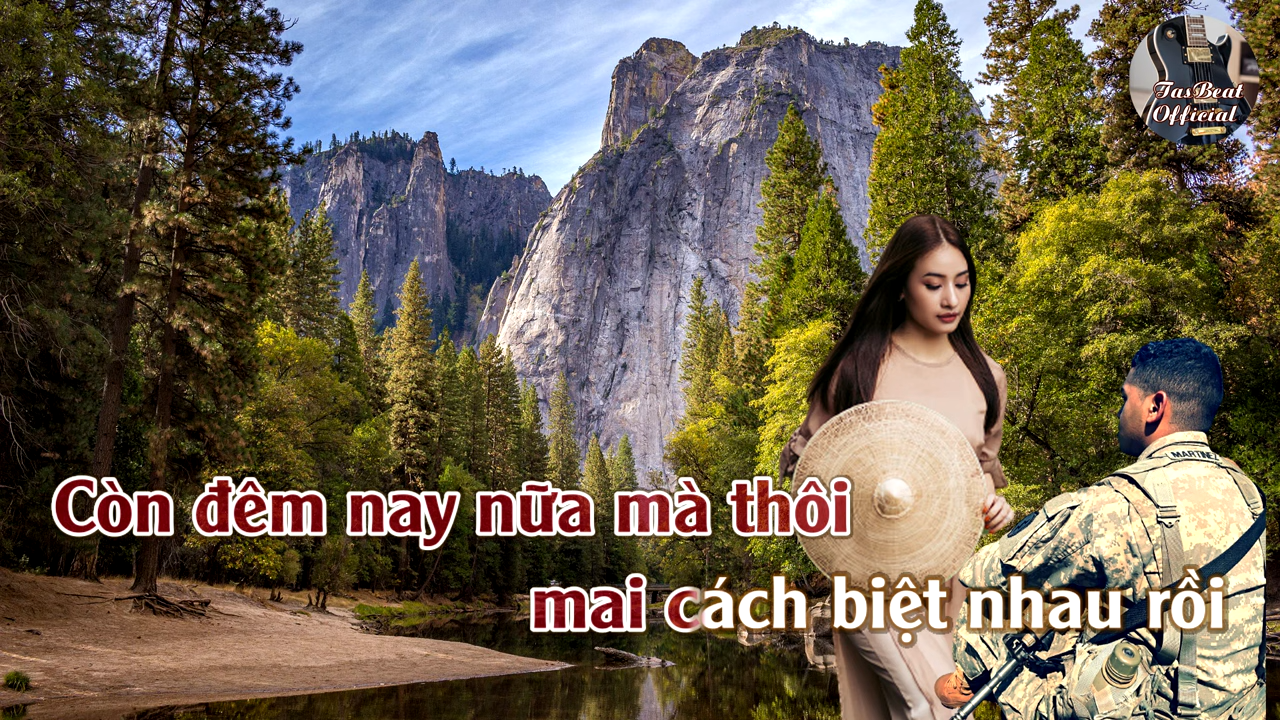 TasBeat
Official
MARTINEZ
Còn đêm nay nữa mà thôi
mai cách biệt nhau rồi